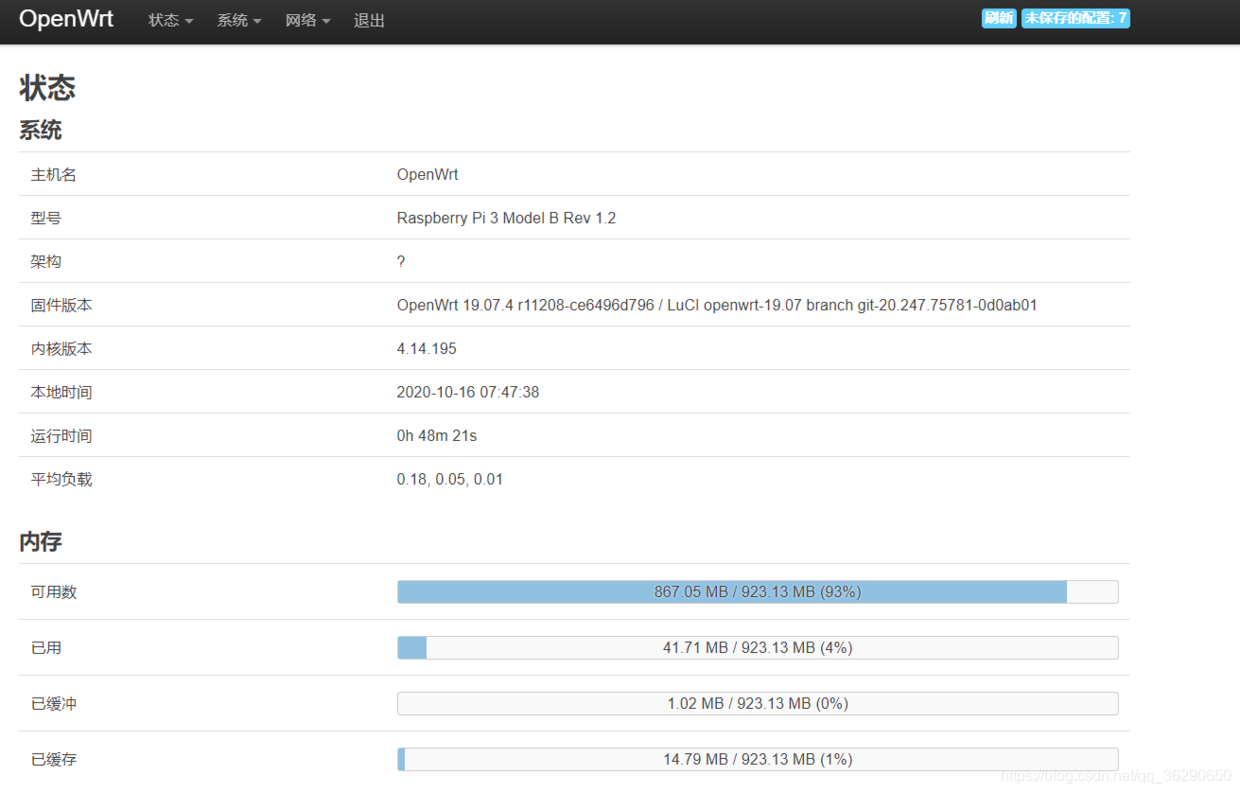 OpenWrt 状态 系统 网络 退出 刷新 未保存的配置: 7
状态
系统
主机名 OpenWrt
型号 Raspberry Pi 3 Model B Rev 1.2
架构 ?
固件版本 OpenWrt 19.07.4 r11208-ce6496d796 / LuCI openwrt-19.07 branch git-20.247.75781-0d0ab01
内核版本 4.14.195
本地时间 2020-10-16 07:47:38
运行时间 0h 48m 21s
平均负载 0.18, 0.05, 0.01
内存
可用数 867.05 MB / 923.13 MB (93%)
已用 41.71 MB / 923.13 MB (4%)
已缓冲 1.02 MB / 923.13 MB (0%)
已缓存 14.79 MB / 923.13 MB (1%)
https://blog.csdn.net/qq_36290650